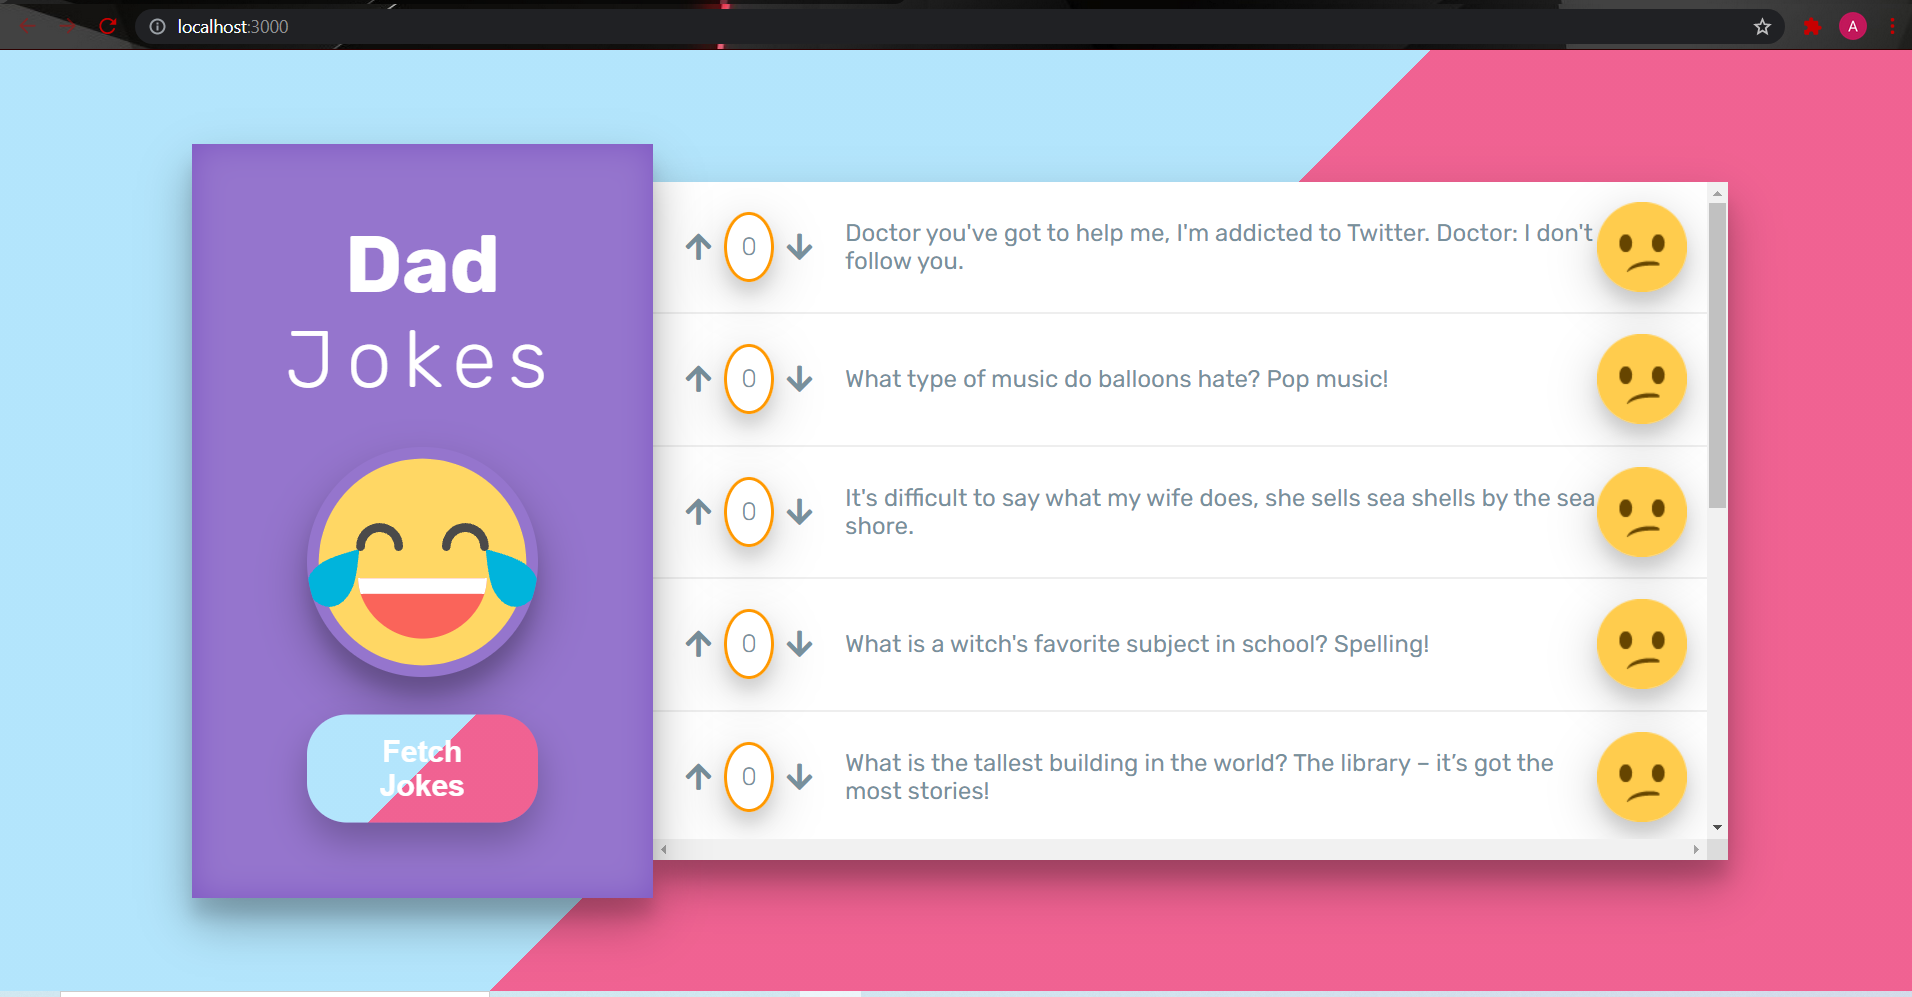 localhost:3000
A
Dad
Jokes
Fetch
Jokes
0
Doctor you've got to help me, I'm addicted to Twitter. Doctor: I don't
follow you.
0
What type of music do balloons hate? Pop music!
0
It's difficult to say what my wife does, she sells sea shells by the sea
shore.
0
What is a witch's favorite subject in school? Spelling!
0
What is the tallest building in the world? The library – it’s got the
most stories!